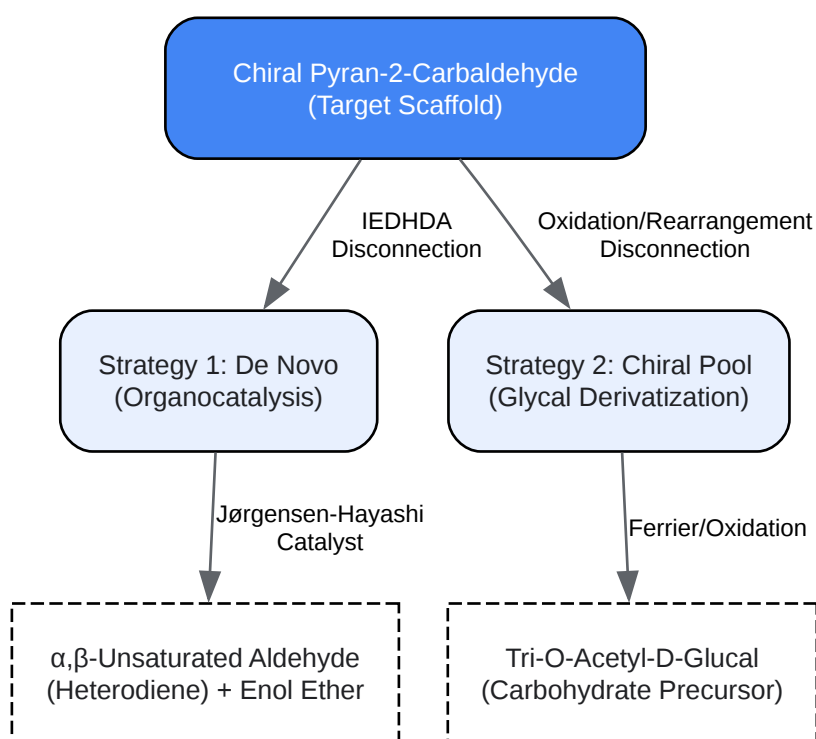 Chiral Pyran-2-Carbaldehyde
(Target Scaffold)
IEDHDA
Disconnection
Oxidation/Rearrangement
Disconnection
Strategy 1: De Novo
(Organocatalysis)
Strategy 2: Chiral Pool
(Glycal Derivatization)
Jørgensen-Hayashi
Catalyst
Ferrier/Oxidation
α,β-Unsaturated Aldehyde
(Heterodiene) + Enol Ether
Tri-O-Acetyl-D-Glucal
(Carbohydrate Precursor)